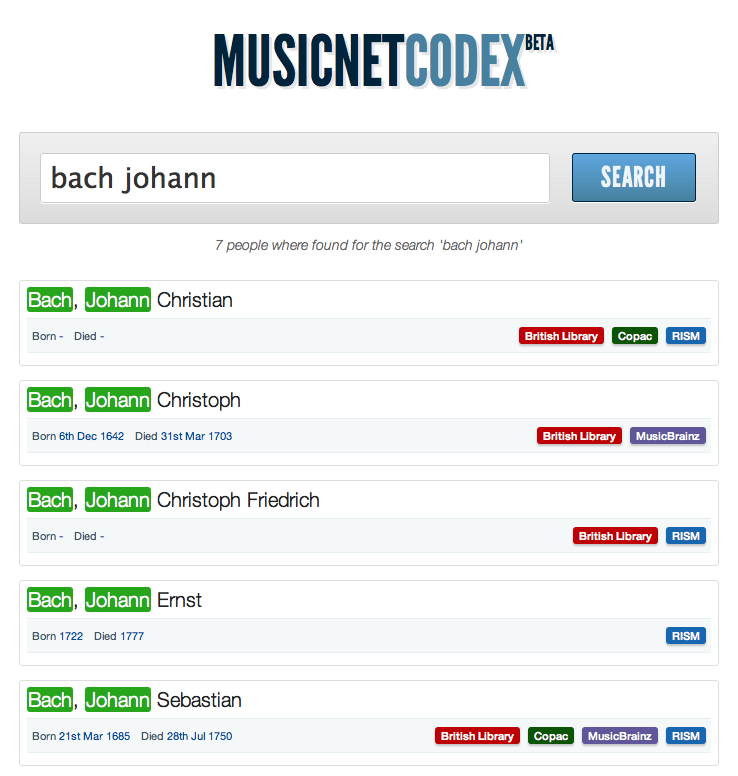 MUSICNETCODEX BETA
bach johann
SEARCH
7 people where found for the search 'bach johann'
Bach, Johann Christian
Born - Died - British Library Copac RISM
Bach, Johann Christoph
Born 6th Dec 1642 Died 31st Mar 1703 British Library MusicBrainz
Bach, Johann Christoph Friedrich
Born - Died - British Library RISM
Bach, Johann Ernst
Born 1722 Died 1777 RISM
Bach, Johann Sebastian
Born 21st Mar 1685 Died 28th Jul 1750 British Library Copac MusicBrainz RISM